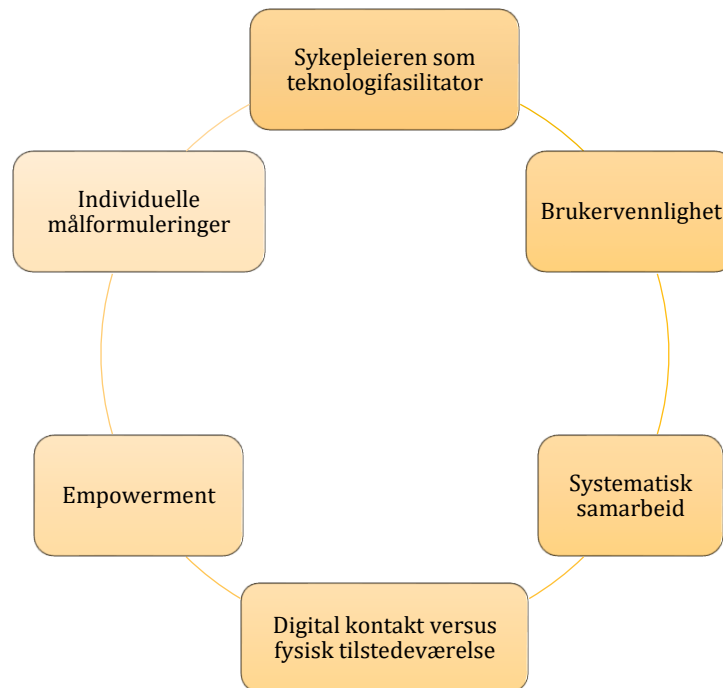 Sykepleieren som
teknologifasilitator
Brukervennlighet
Systematisk
samarbeid
Digital kontakt versus
fysisk tilstedeværelse
Empowerment
Individuelle
målformuleringer